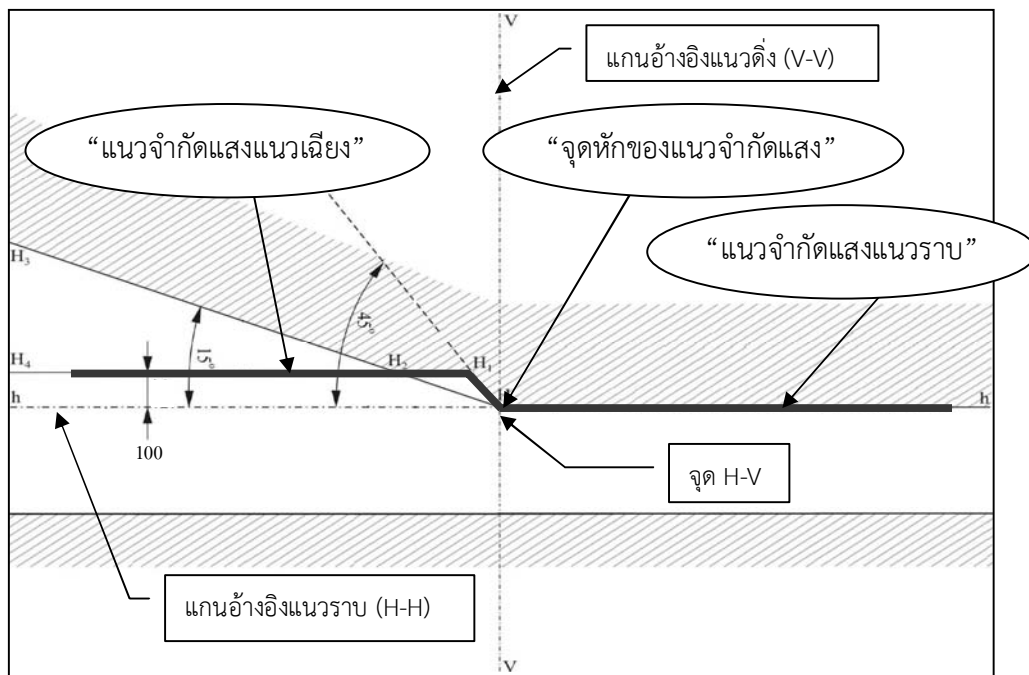 V
แกนอ้างอิงแนวดิ่ง (V-V)
“แนวจำกัดแสงแนวเฉียง”
“จุดหักของแนวจำกัดแสง”
“แนวจำกัดแสงแนวราบ”
H₃
45°
15°
H₄
H₂
H₁
h
h
100
จุด H-V
แกนอ้างอิงแนวราบ (H-H)
V